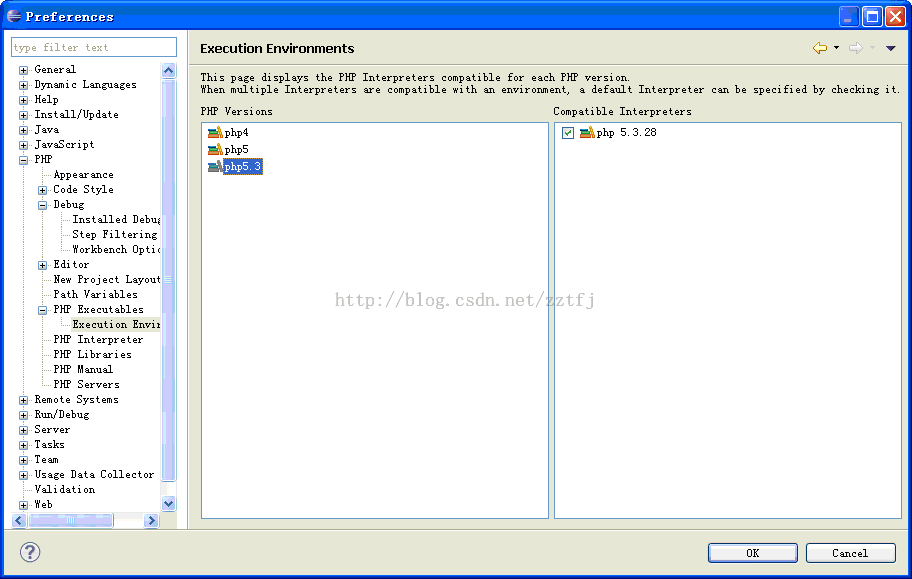 Preferences
type filter text
General
Dynamic Languages
Help
Install/Update
Java
JavaScript
PHP
Appearance
Code Style
Debug
Installed Debug
Step Filtering
Workbench Optio
Editor
New Project Layout
Path Variables
PHP Executables
Execution Envir
PHP Interpreter
PHP Libraries
PHP Manual
PHP Servers
Remote Systems
Run/Debug
Server
Tasks
Team
Usage Data Collector
Validation
Web
Execution Environments
This page displays the PHP Interpreters compatible for each PHP version.
When multiple Interpreters are compatible with an environment, a default Interpreter can be specified by checking it.
PHP Versions
Compatible Interpreters
php4
php5
php5.3
php 5.3.28
http://blog.csdn.net/zztfj
?
OK
Cancel